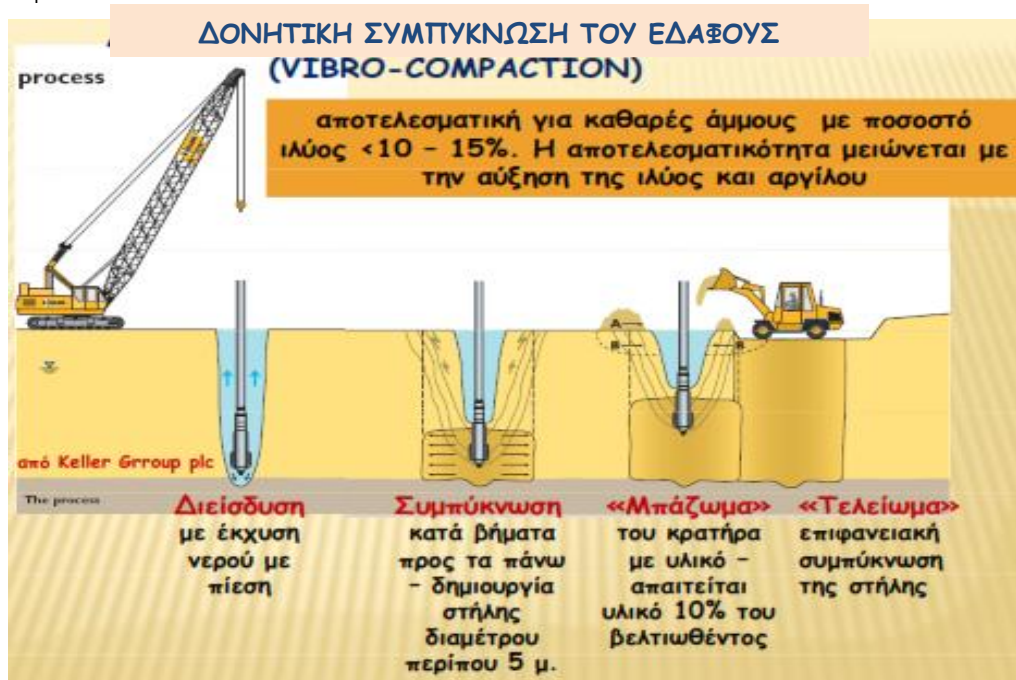 ΔΟΝΗΤΙΚΗ ΣΥΜΠΥΚΝΩΣΗ ΤΟΥ ΕΔΑΦΟΥΣ
(VIBRO-COMPACTION)
process
αποτελεσματική για καθαρές άμμους με ποσοστό
ιλύος <10 – 15%. Η αποτελεσματικότητα μειώνεται με
την αύξηση της ιλύος και αργίλου
A
B
B
από Keller Grroup plc
The process
Διείσδυση
με έκχυση
νερού με
πίεση
Συμπύκνωση
κατά βήματα
προς τα πάνω
– δημιουργία
στήλης
διαμέτρου
περίπου 5 μ.
«Μπάζωμα»
του κρατήρα
με υλικό –
απαιτείται
υλικό 10% του
βελτιωθέντος
«Τελείωμα»
επιφανειακή
συμπύκνωση
της στήλης